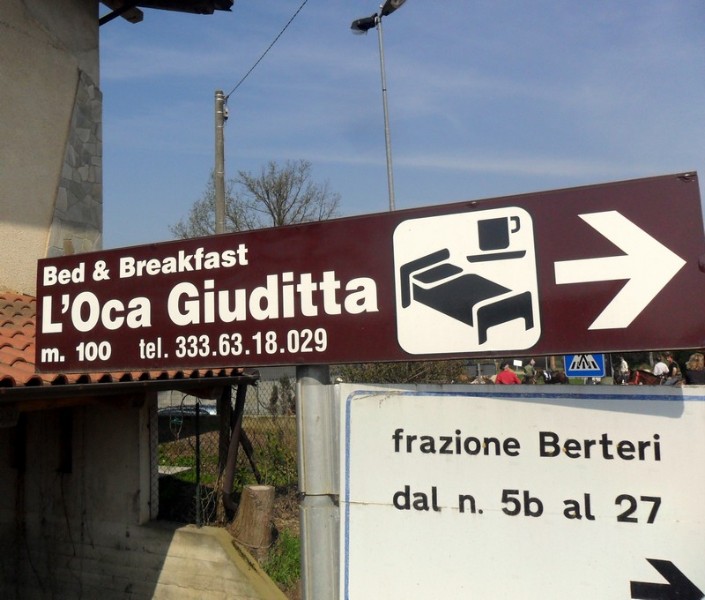 Bed & Breakfast
L'Oca Giuditta
m. 100 tel. 333.63.18.029
frazione Berteri
dal n. 5b al 27